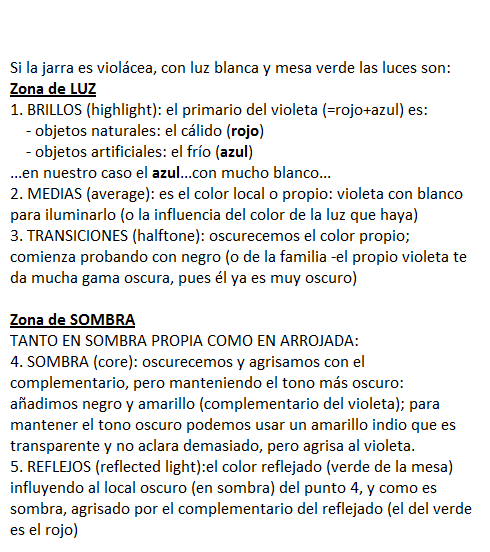 Si la jarra es violácea, con luz blanca y mesa verde las luces son:
Zona de LUZ
1. BRILLOS (highlight): el primario del violeta (=rojo+azul) es:
- objetos naturales: el cálido (rojo)
- objetos artificiales: el frío (azul)
...en nuestro caso el azul...con mucho blanco...
2. MEDIAS (average): es el color local o propio: violeta con blanco
para iluminarlo (o la influencia del color de la luz que haya)
3. TRANSICIONES (halftone): oscurecemos el color propio;
comienza probando con negro (o de la familia -el propio violeta te
da mucha gama oscura, pues él ya es muy oscuro)
Zona de SOMBRA
TANTO EN SOMBRA PROPIA COMO EN ARROJADA:
4. SOMBRA (core): oscurecemos y agrisamos con el
complementario, pero manteniendo el tono más oscuro:
añadimos negro y amarillo (complementario del violeta); para
mantener el tono oscuro podemos usar un amarillo indio que es
transparente y no aclara demasiado, pero agrisa al violeta.
5. REFLEJOS (reflected light):el color reflejado (verde de la mesa)
influyendo al local oscuro (en sombra) del punto 4, y como es
sombra, agrisado por el complementario del reflejado (el del verde
es el rojo)